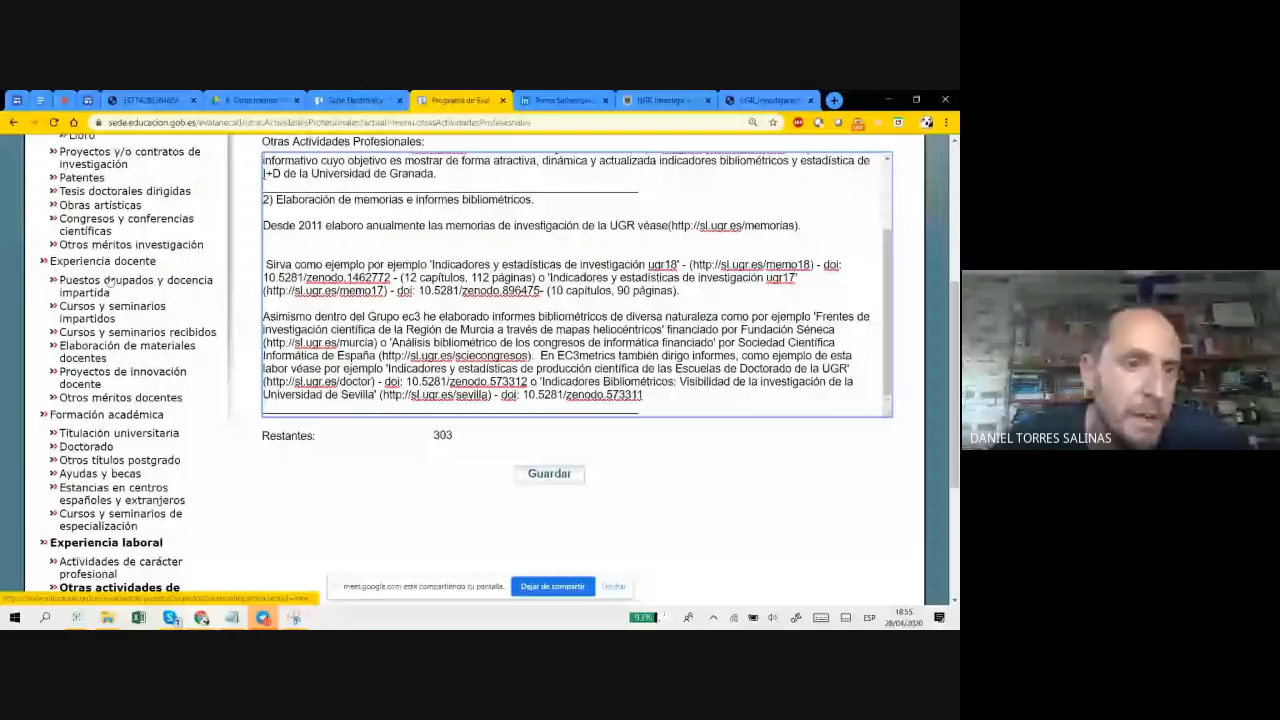 Sede Electrónica
Programa de Eval
sede.educacion.gob.es/evalanecall/otrasActividadesProfesionales?actual=menu.otrasActividadesProfesionales
Libro
Proyectos y/o contratos de
investigación
Patentes
Tesis doctorales dirigidas
Obras artísticas
Congresos y conferencias
científicas
Otros méritos investigación
Experiencia docente
Puestos ocupados y docencia
impartida
Cursos y seminarios
impartidos
Cursos y seminarios recibidos
Elaboración de materiales
docentes
Proyectos de innovación
docente
Otros méritos docentes
Formación académica
Titulación universitaria
Doctorado
Otros títulos postgrado
Ayudas y becas
Estancias en centros
españoles y extranjeros
Cursos y seminarios de
especialización
Experiencia laboral
Actividades de carácter
profesional
Otras actividades de
Otras Actividades Profesionales:
informativo cuyo objetivo es mostrar de forma atractiva, dinámica y actualizada indicadores bibliométricos y estadística de
I+D de la Universidad de Granada.
2) Elaboración de memorias e informes bibliométricos.
Desde 2011 elaboro anualmente las memorias de investigación de la UGR véase(http://sl.ugr.es/memorias).
Sirva como ejemplo por ejemplo 'Indicadores y estadísticas de investigación ugr18' - (http://sl.ugr.es/memo18) - doi:
10.5281/zenodo.1462772 - (12 capítulos, 112 páginas) o 'Indicadores y estadísticas de investigación ugr17'
(http://sl.ugr.es/memo17) - doi: 10.5281/zenodo.896475- (10 capítulos, 90 páginas).
Asimismo dentro del Grupo ec3 he elaborado informes bibliométricos de diversa naturaleza como por ejemplo 'Frentes de
investigación científica de la Región de Murcia a través de mapas heliocéntricos' financiado por Fundación Séneca
(http://sl.ugr.es/murcia) o 'Análisis bibliométrico de los congresos de informática financiado' por Sociedad Científica
Informática de España (http://sl.ugr.es/sciecongresos). En EC3metrics también dirigo informes, como ejemplo de esta
labor véase por ejemplo 'Indicadores y estadísticas de producción científica de las Escuelas de Doctorado de la UGR'
(http://sl.ugr.es/doctor) - doi: 10.5281/zenodo.573312 o 'Indicadores Bibliométricos: Visibilidad de la investigación de la
Universidad de Sevilla' (http://sl.ugr.es/sevilla) - doi: 10.5281/zenodo.573311
Restantes: 303
Guardar
meet.google.com está compartiendo tu pantalla.
Dejar de compartir
93%
ESP
18:55
28/04/2020
DANIEL TORRES SALINAS